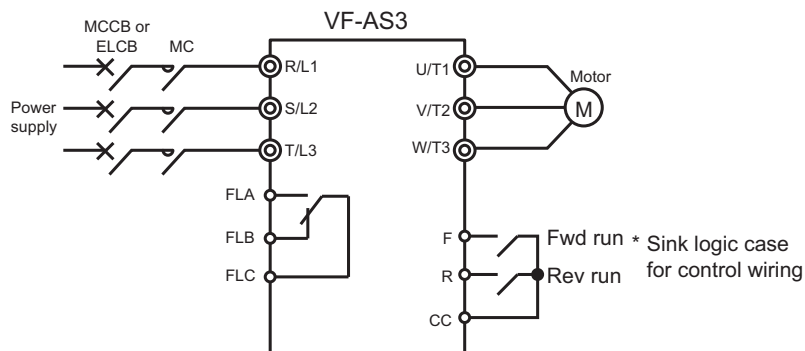 VF-AS3
MCCB or
ELCB
MC
R/L1
U/T1
Motor
Power
supply
S/L2
V/T2
M
T/L3
W/T3
FLA
FLB
FLC
F
Fwd run
* Sink logic case
for control wiring
R
Rev run
CC